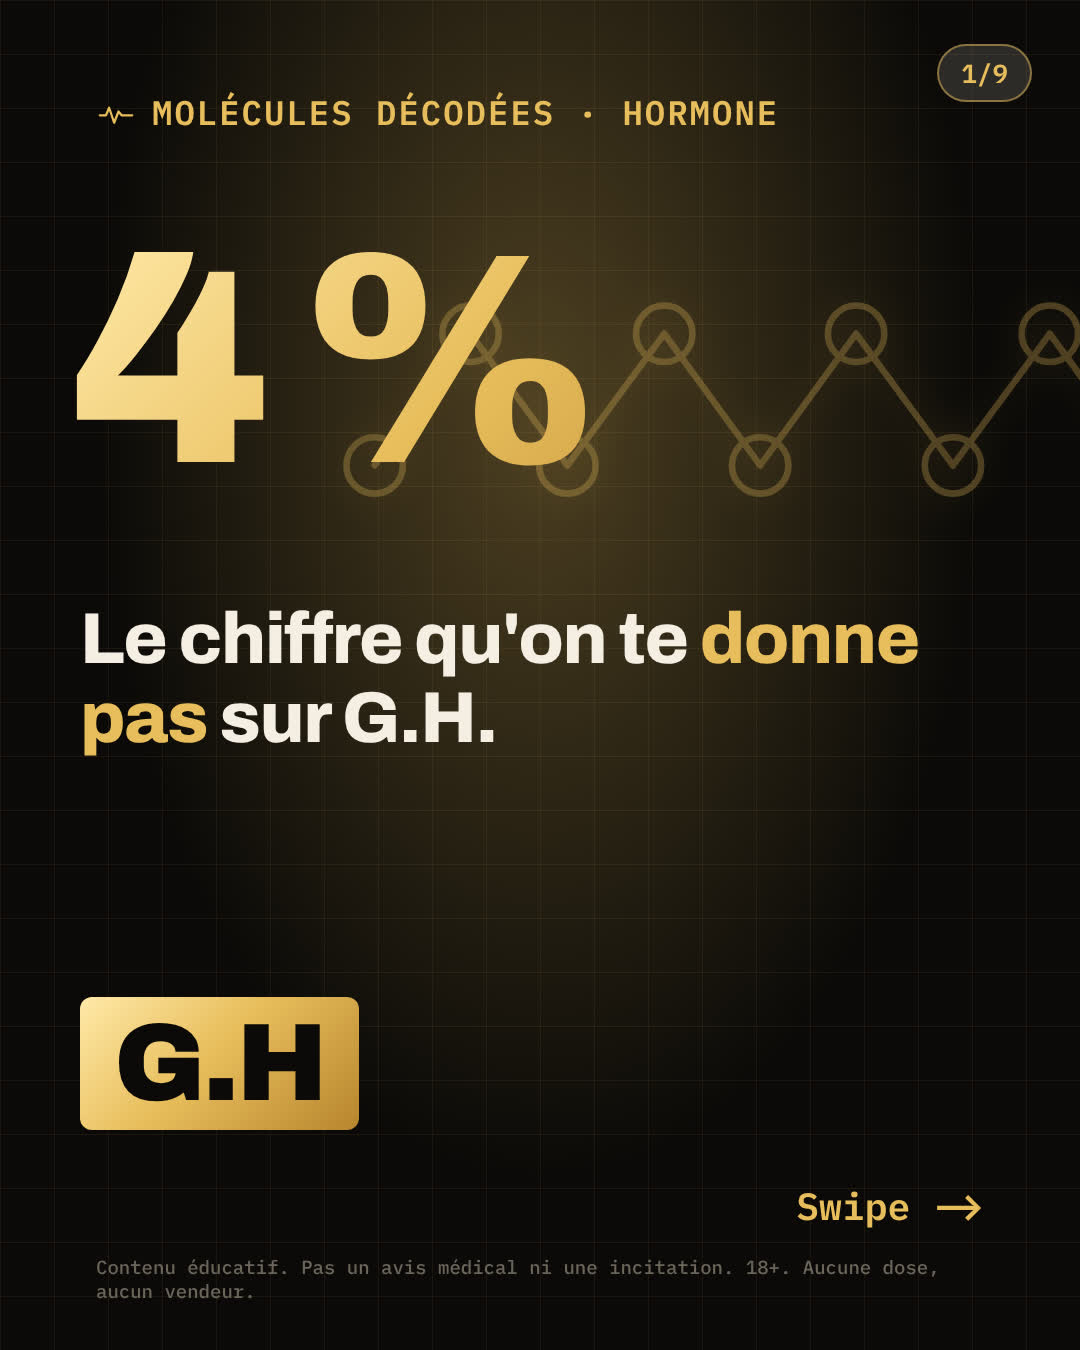 1/9
MOLÉCULES DÉCODÉES · HORMONE
4 %
Le chiffre qu'on te donne
pas sur G.H.
G.H
Swipe →
Contenu éducatif. Pas un avis médical ni une incitation. 18+. Aucune dose,
aucun vendeur.